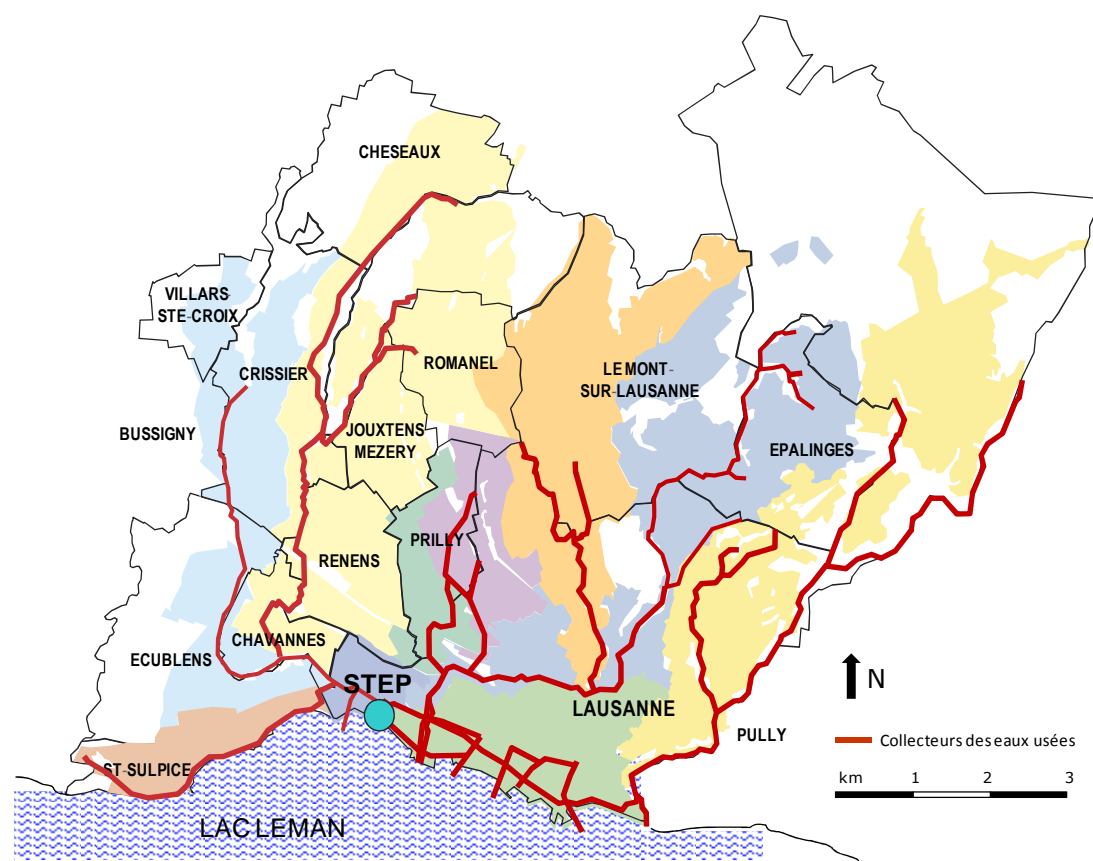 CHESEAUX
VILLARS-
STE-CROIX
CRISSIER
ROMANEL
LE MONT-
SUR-LAUSANNE
BUSSIGNY
JOUXTENS
MEZERY
EPALINGES
PRILLY
RENENS
CHAVANNES
ECUBLENS
STEP
LAUSANNE
PULLY
N
Collecteurs des eaux usées
km 1 2 3
ST-SULPICE
LAC LEMAN